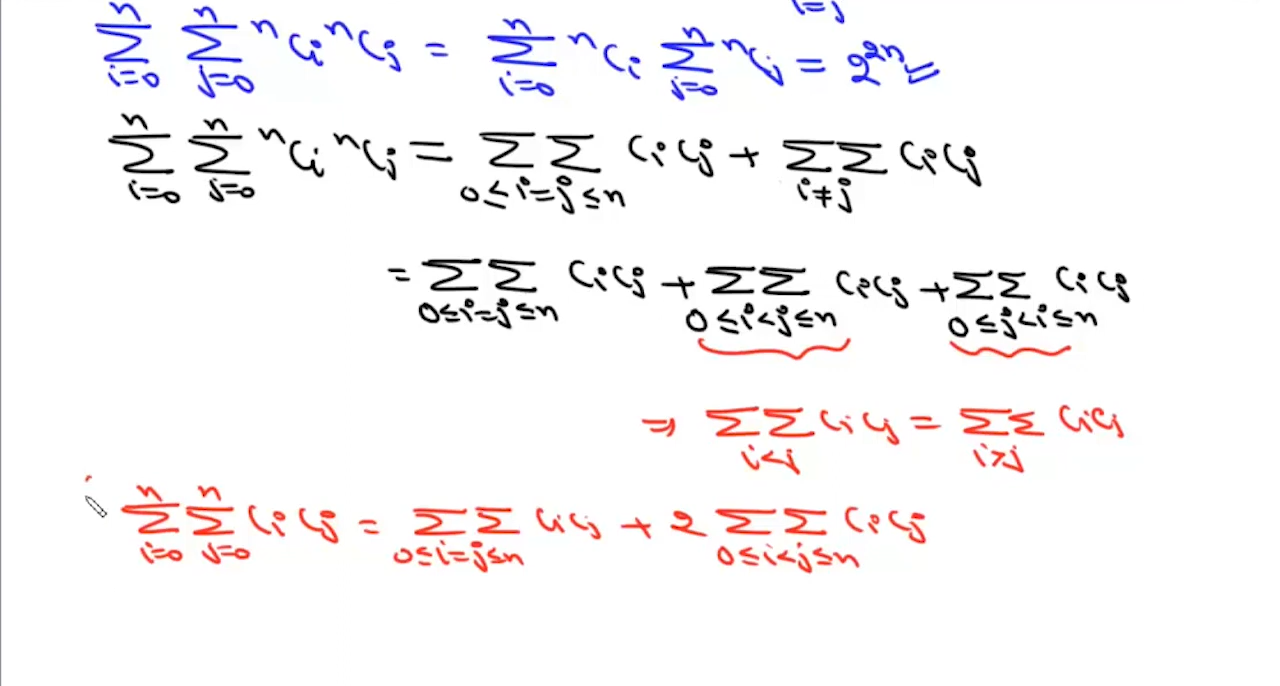 i=j
n∑i=0 n∑j=0 ⁿCᵢ ⁿCⱼ = n∑i=0 ⁿCᵢ n∑j=0 ⁿCⱼ = 2²ⁿ =
n∑i=0 n∑j=0 ⁿCᵢ ⁿCⱼ = ∑∑0≤i=j≤n CᵢCⱼ + ∑∑i≠j CᵢCⱼ
= ∑∑0≤i=j≤n CᵢCⱼ + ∑∑0≤i<j≤n CᵢCⱼ + ∑∑0≤j<i≤n CᵢCⱼ
⇒ ∑∑i<j CᵢCⱼ = ∑∑i>j CᵢCⱼ
n∑i=0 n∑j=0 CᵢCⱼ = ∑∑0≤i=j≤n CᵢCⱼ + 2 ∑∑0≤i<j≤n CᵢCⱼ